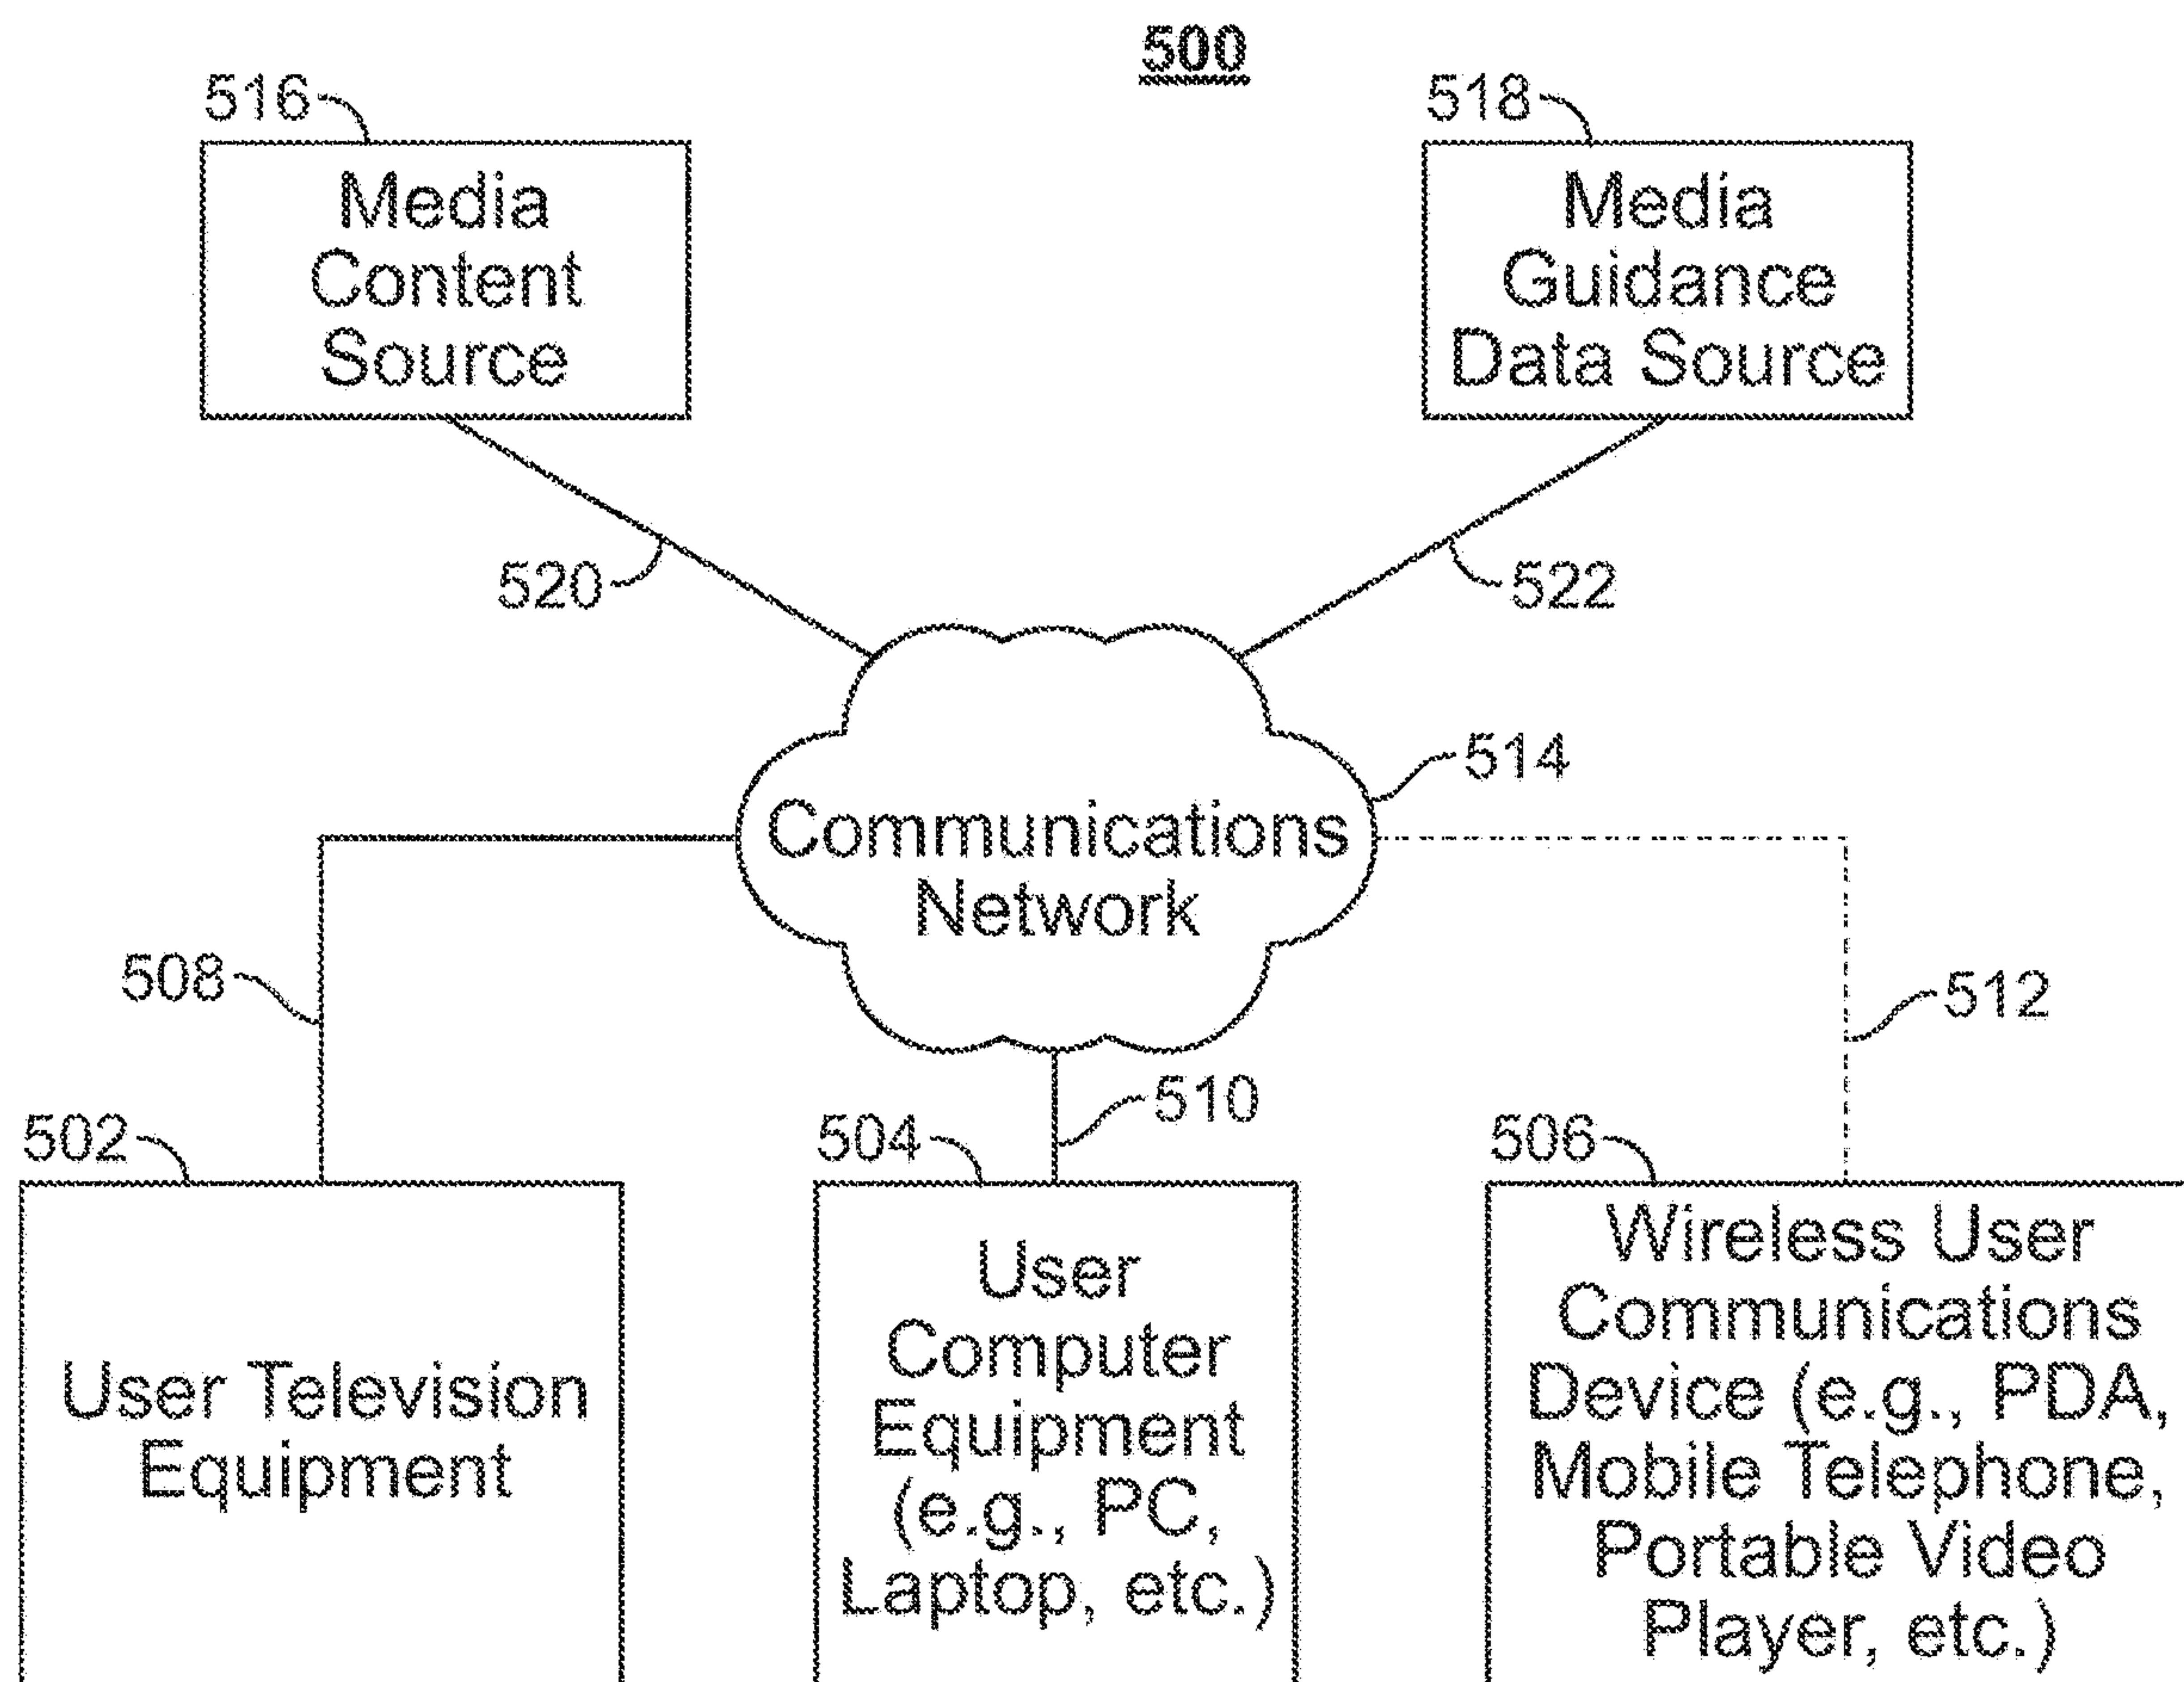 500
516
518
Media
Content
Source
Media
Guidance
Data Source
520
522
514
Communications
Network
508
512
510
502
504
506
User Television
Equipment
User
Computer
Equipment
(e.g., PC,
Laptop, etc.)
Wireless User
Communications
Device (e.g., PDA,
Mobile Telephone,
Portable Video
Player, etc.)